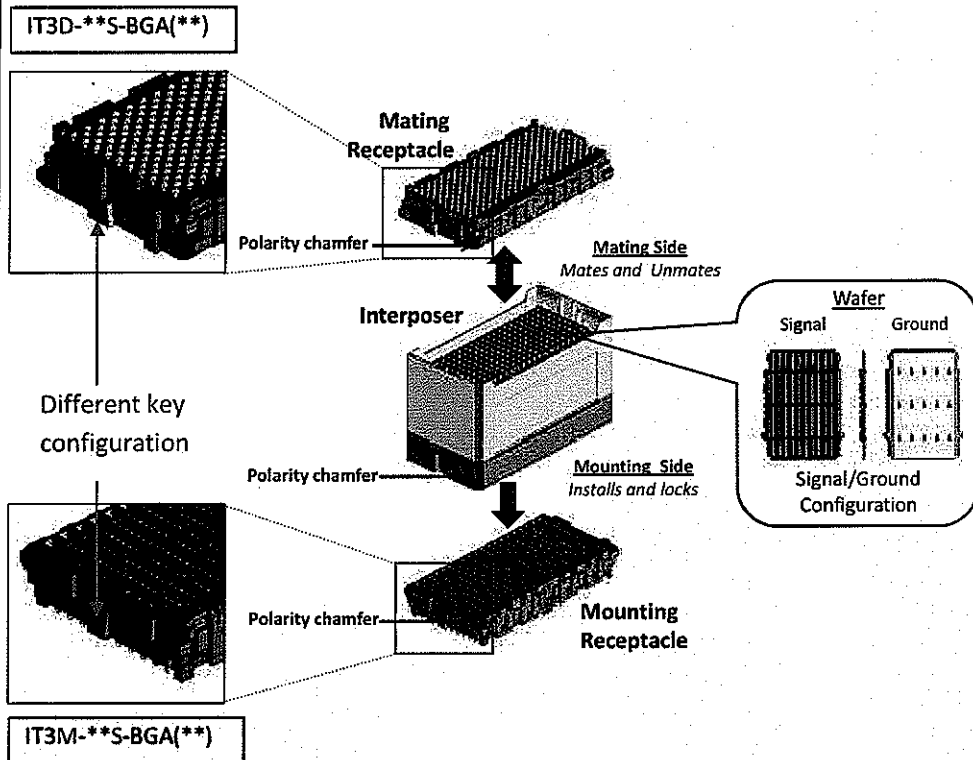 IT3D-**S-BGA(**)
Mating
Receptacle
Polarity chamfer
Mating Side
Mates and Unmates
Interposer
Wafer
Signal Ground
Signal/Ground
Configuration
Different key
configuration
Polarity chamfer
Mounting Side
Installs and locks
Polarity chamfer
Mounting
Receptacle
IT3M-**S-BGA(**)